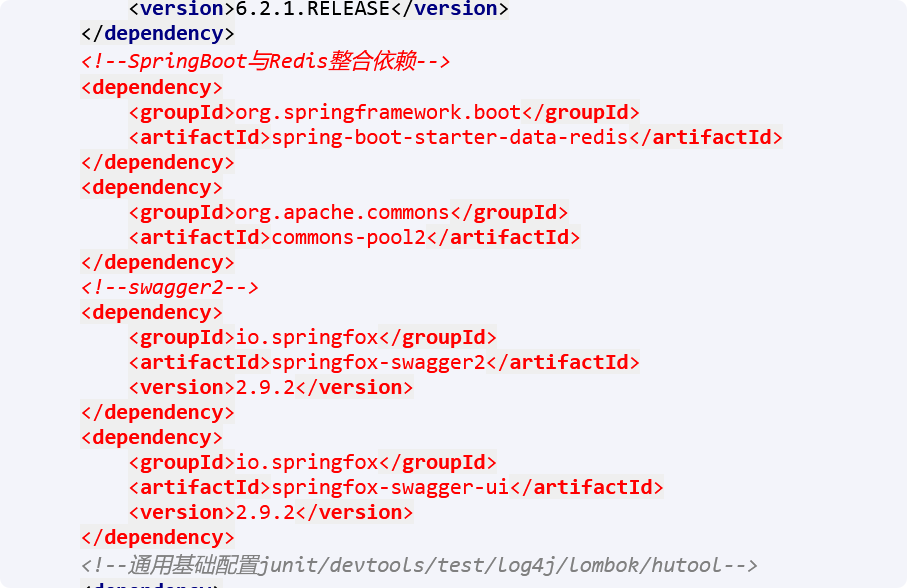 <version>6.2.1.RELEASE</version>
</dependency>
<!--SpringBoot与Redis整合依赖-->
<dependency>
<groupId>org.springframework.boot</groupId>
<artifactId>spring-boot-starter-data-redis</artifactId>
</dependency>
<dependency>
<groupId>org.apache.commons</groupId>
<artifactId>commons-pool2</artifactId>
</dependency>
<!--swagger2-->
<dependency>
<groupId>io.springfox</groupId>
<artifactId>springfox-swagger2</artifactId>
<version>2.9.2</version>
</dependency>
<dependency>
<groupId>io.springfox</groupId>
<artifactId>springfox-swagger-ui</artifactId>
<version>2.9.2</version>
</dependency>
<!--通用基础配置junit/devtools/test/log4j/lombok/hutool-->
<dependency>